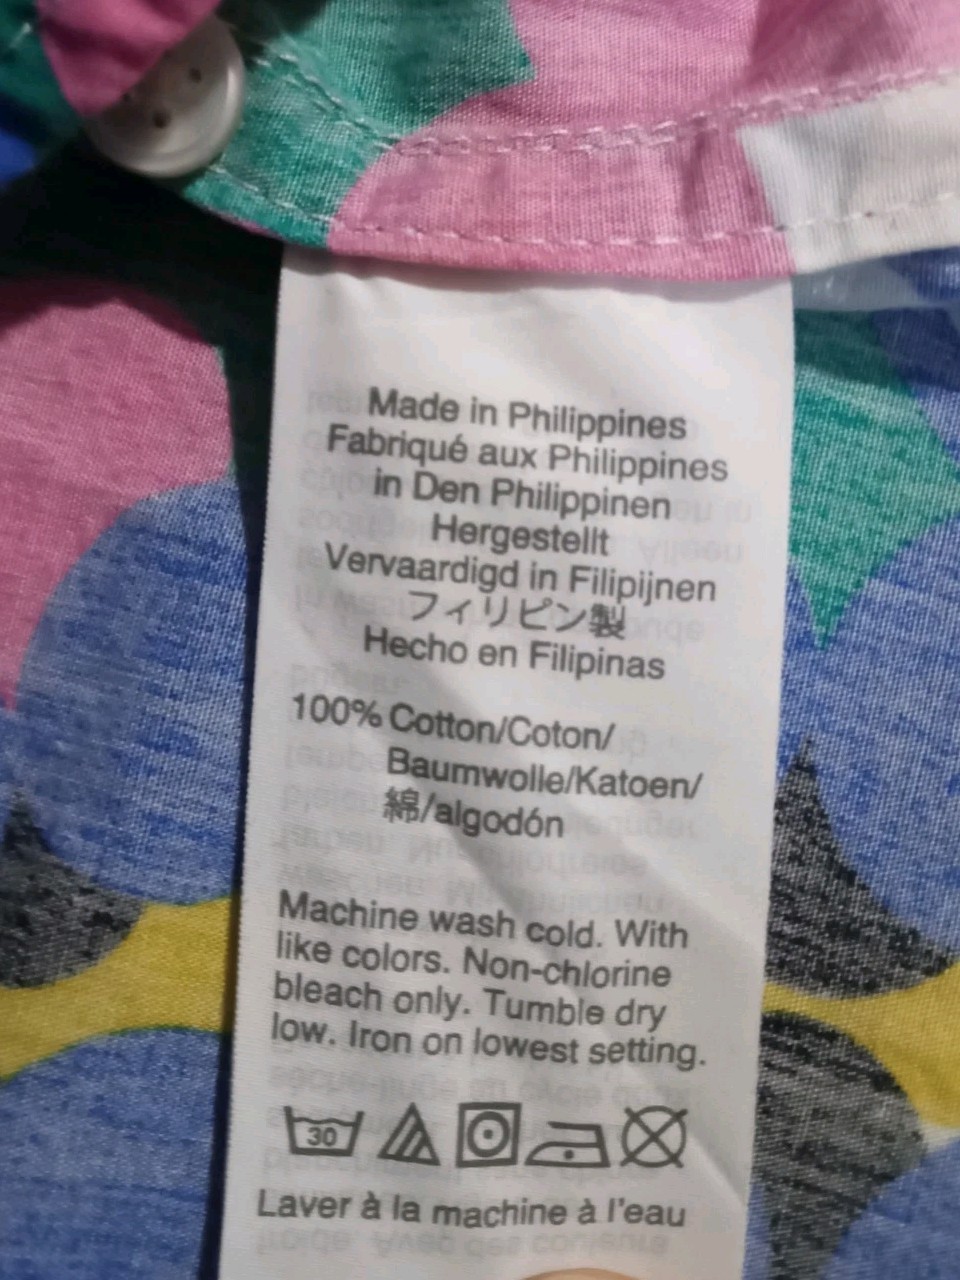 Made in Philippines
Fabriqué aux Philippines
in Den Philippinen
Hergestellt
Vervaardigd in Filipijnen
フィリピン製
Hecho en Filipinas
100% Cotton/Coton/
Baumwolle/Katoen/
綿/algodón
Machine wash cold. With
like colors. Non-chlorine
bleach only. Tumble dry
low. Iron on lowest setting.
30
Laver à la machine à l'eau